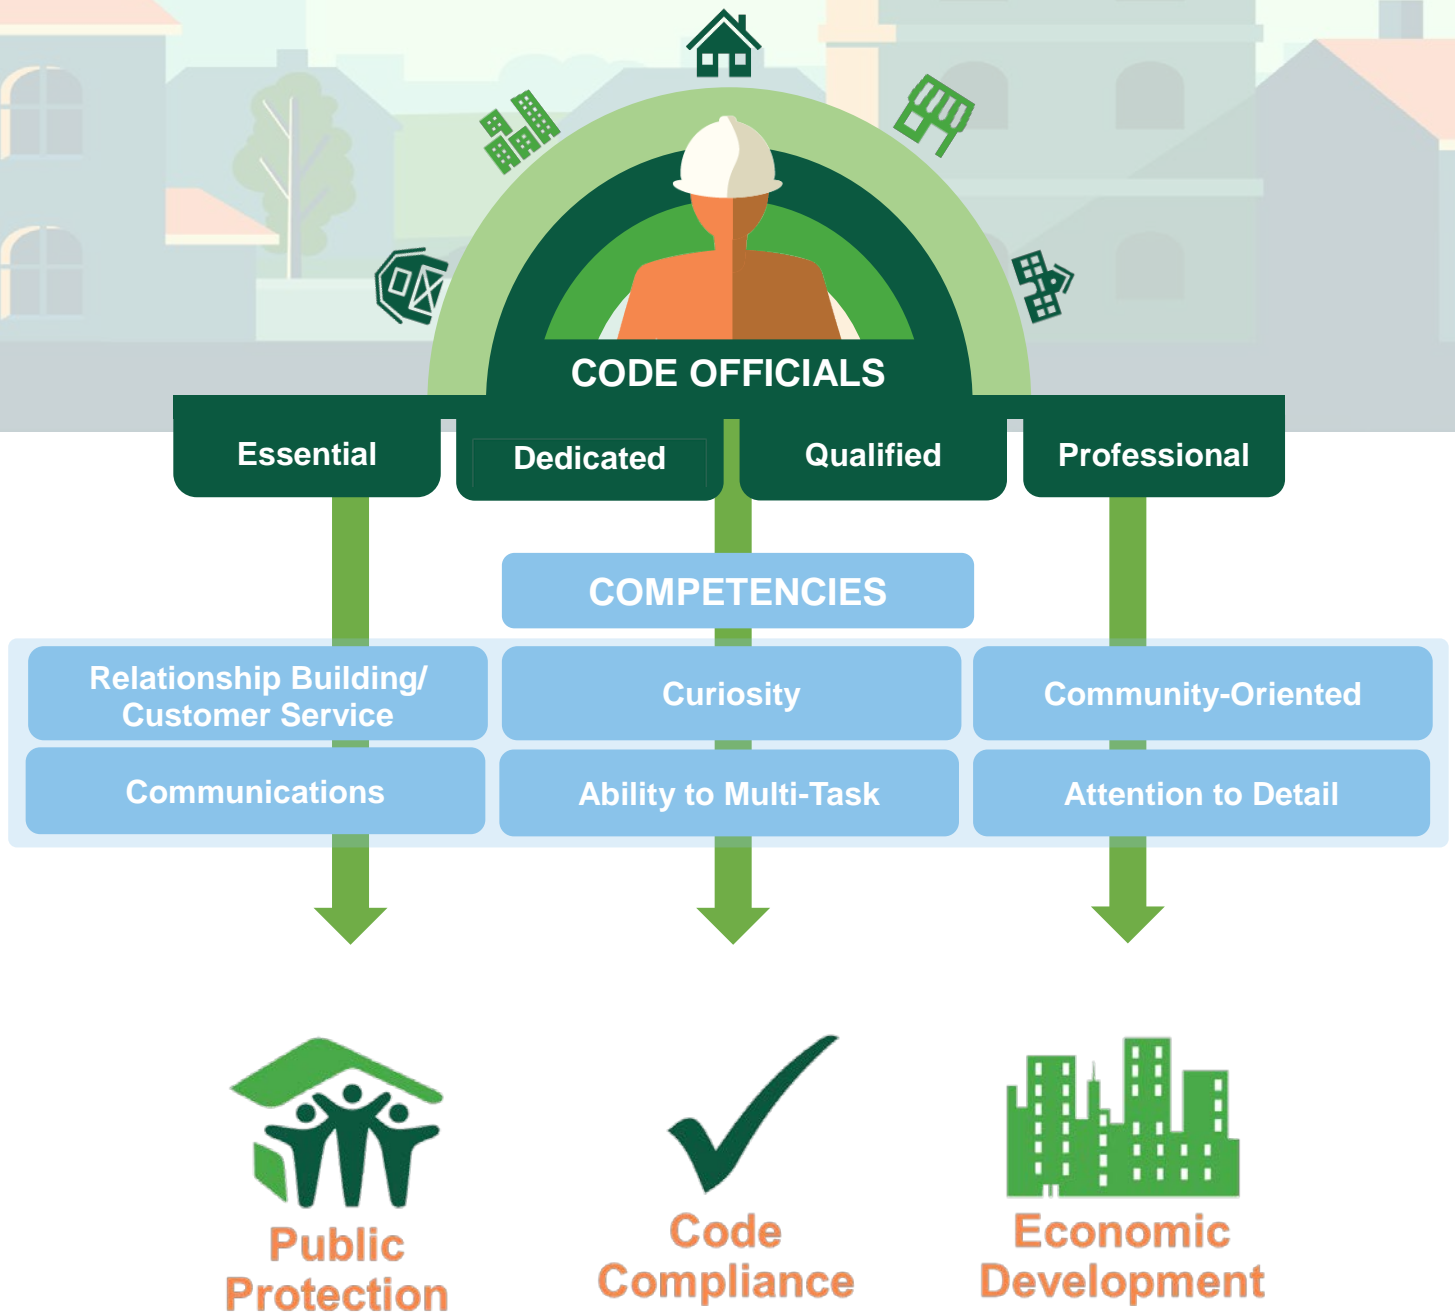 CODE OFFICIALS
Essential
Dedicated
Qualified
Professional
COMPETENCIES
Relationship Building/
Customer Service
Curiosity
Community-Oriented
Communications
Ability to Multi-Task
Attention to Detail
Public
Protection
Code
Compliance
Economic
Development